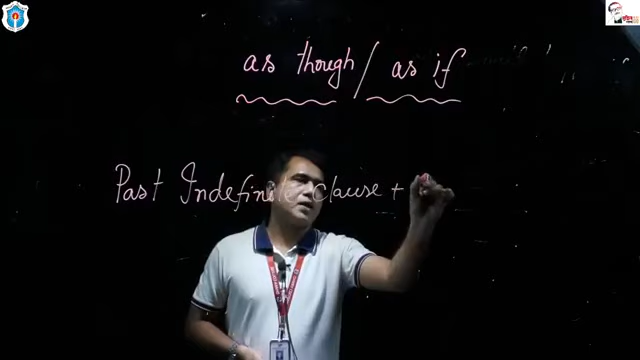 as though / as if
Past Indefinite clause +